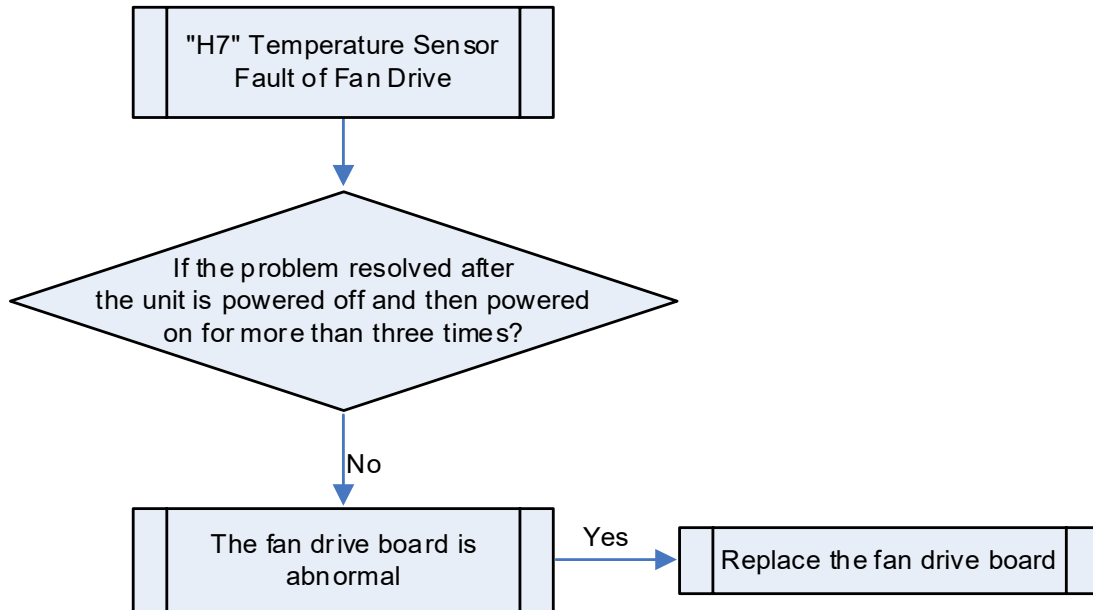 "H7" Temperature Sensor
Fault of Fan Drive
If the problem resolved after
the unit is powered off and then powered
on for more than three times?
No
The fan drive board is
abnormal
Yes
Replace the fan drive board